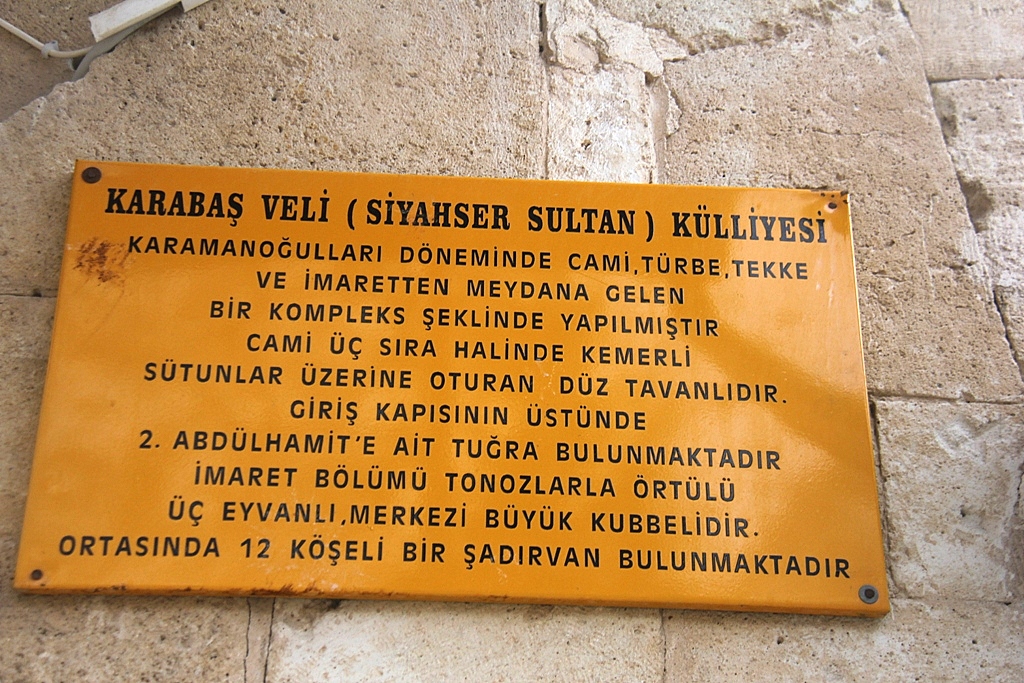 KARABAŞ VELİ ( SİYAHSER SULTAN ) KÜLLİYESİ
KARAMANOĞULLARI DÖNEMINDE CAMİ,TÜRBE,TEKKE
VE İMARETTEN MEYDANA GELEN
BİR KOMPLEKS ŞEKLİNDE YAPILMIŞTIR
CAMİ ÜÇ SIRA HALİNDE KEMERLİ
SÜTUNLAR ÜZERİNE OTURAN DÜZ TAVANLIDIR.
GİRİŞ KAPISININ ÜSTÜNDE
2. ABDÜLHAMİT'E AİT TUĞRA BULUNMAKTADIR
İMARET BÖLÜMÜ TONOZLARLA ÖRTÜLÜ
ÜÇ EYVANLI,MERKEZİ BÜYÜK KUBBELİDİR.
ORTASINDA 12 KÖŞELİ BİR ŞADIRVAN BULUNMAKTADIR